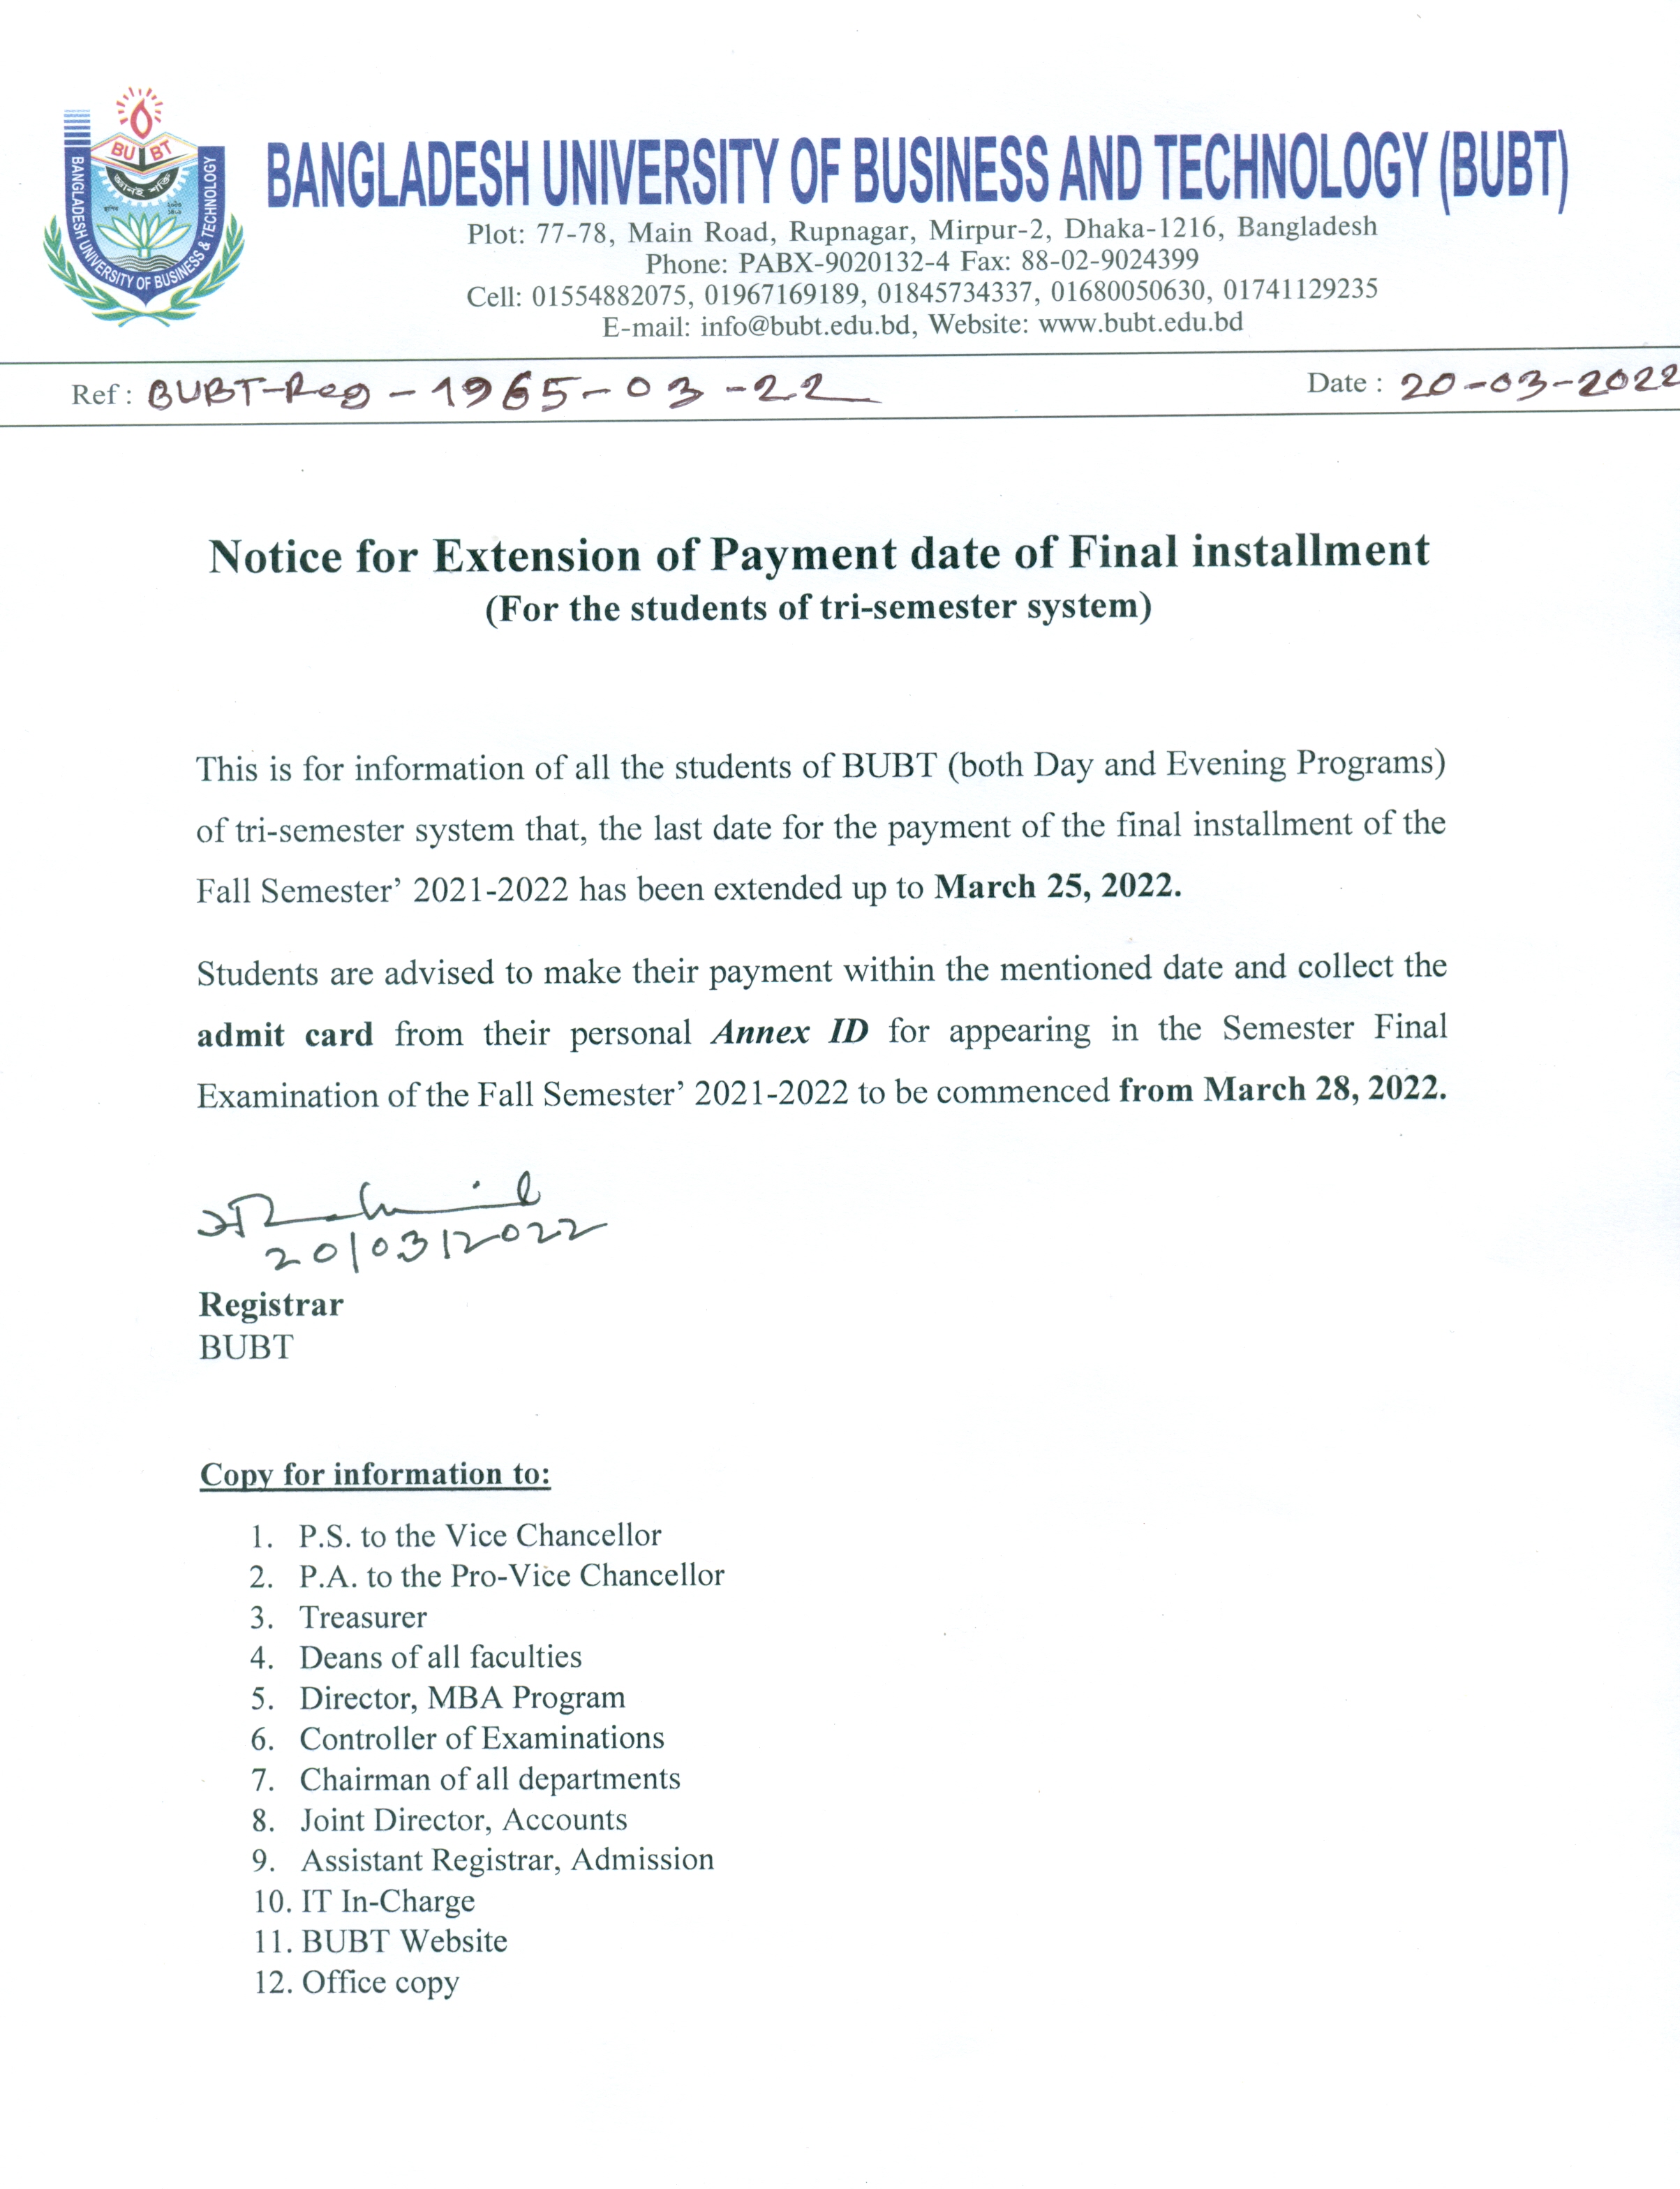 BU BT
জ্ঞানই শক্তি
স্থাপিত
২০০৩
১৪০৯
BANGLADESH UNIVERSITY OF BUSINESS & TECHNOLOGY
BANGLADESH UNIVERSITY OF BUSINESS AND TECHNOLOGY (BUBT)
Plot: 77-78, Main Road, Rupnagar, Mirpur-2, Dhaka-1216, Bangladesh
Phone: PABX-9020132-4 Fax: 88-02-9024399
Cell: 01554882075, 01967169189, 01845734337, 01680050630, 01741129235
E-mail: info@bubt.edu.bd, Website: www.bubt.edu.bd
Ref : BUBT-Reg-1965-03-22 Date : 20-03-2022
Notice for Extension of Payment date of Final installment
(For the students of tri-semester system)
This is for information of all the students of BUBT (both Day and Evening Programs)
of tri-semester system that, the last date for the payment of the final installment of the
Fall Semester’ 2021-2022 has been extended up to March 25, 2022.
Students are advised to make their payment within the mentioned date and collect the
admit card from their personal Annex ID for appearing in the Semester Final
Examination of the Fall Semester’ 2021-2022 to be commenced from March 28, 2022.
20/03/2022
Registrar
BUBT
Copy for information to:
1. P.S. to the Vice Chancellor
2. P.A. to the Pro-Vice Chancellor
3. Treasurer
4. Deans of all faculties
5. Director, MBA Program
6. Controller of Examinations
7. Chairman of all departments
8. Joint Director, Accounts
9. Assistant Registrar, Admission
10. IT In-Charge
11. BUBT Website
12. Office copy